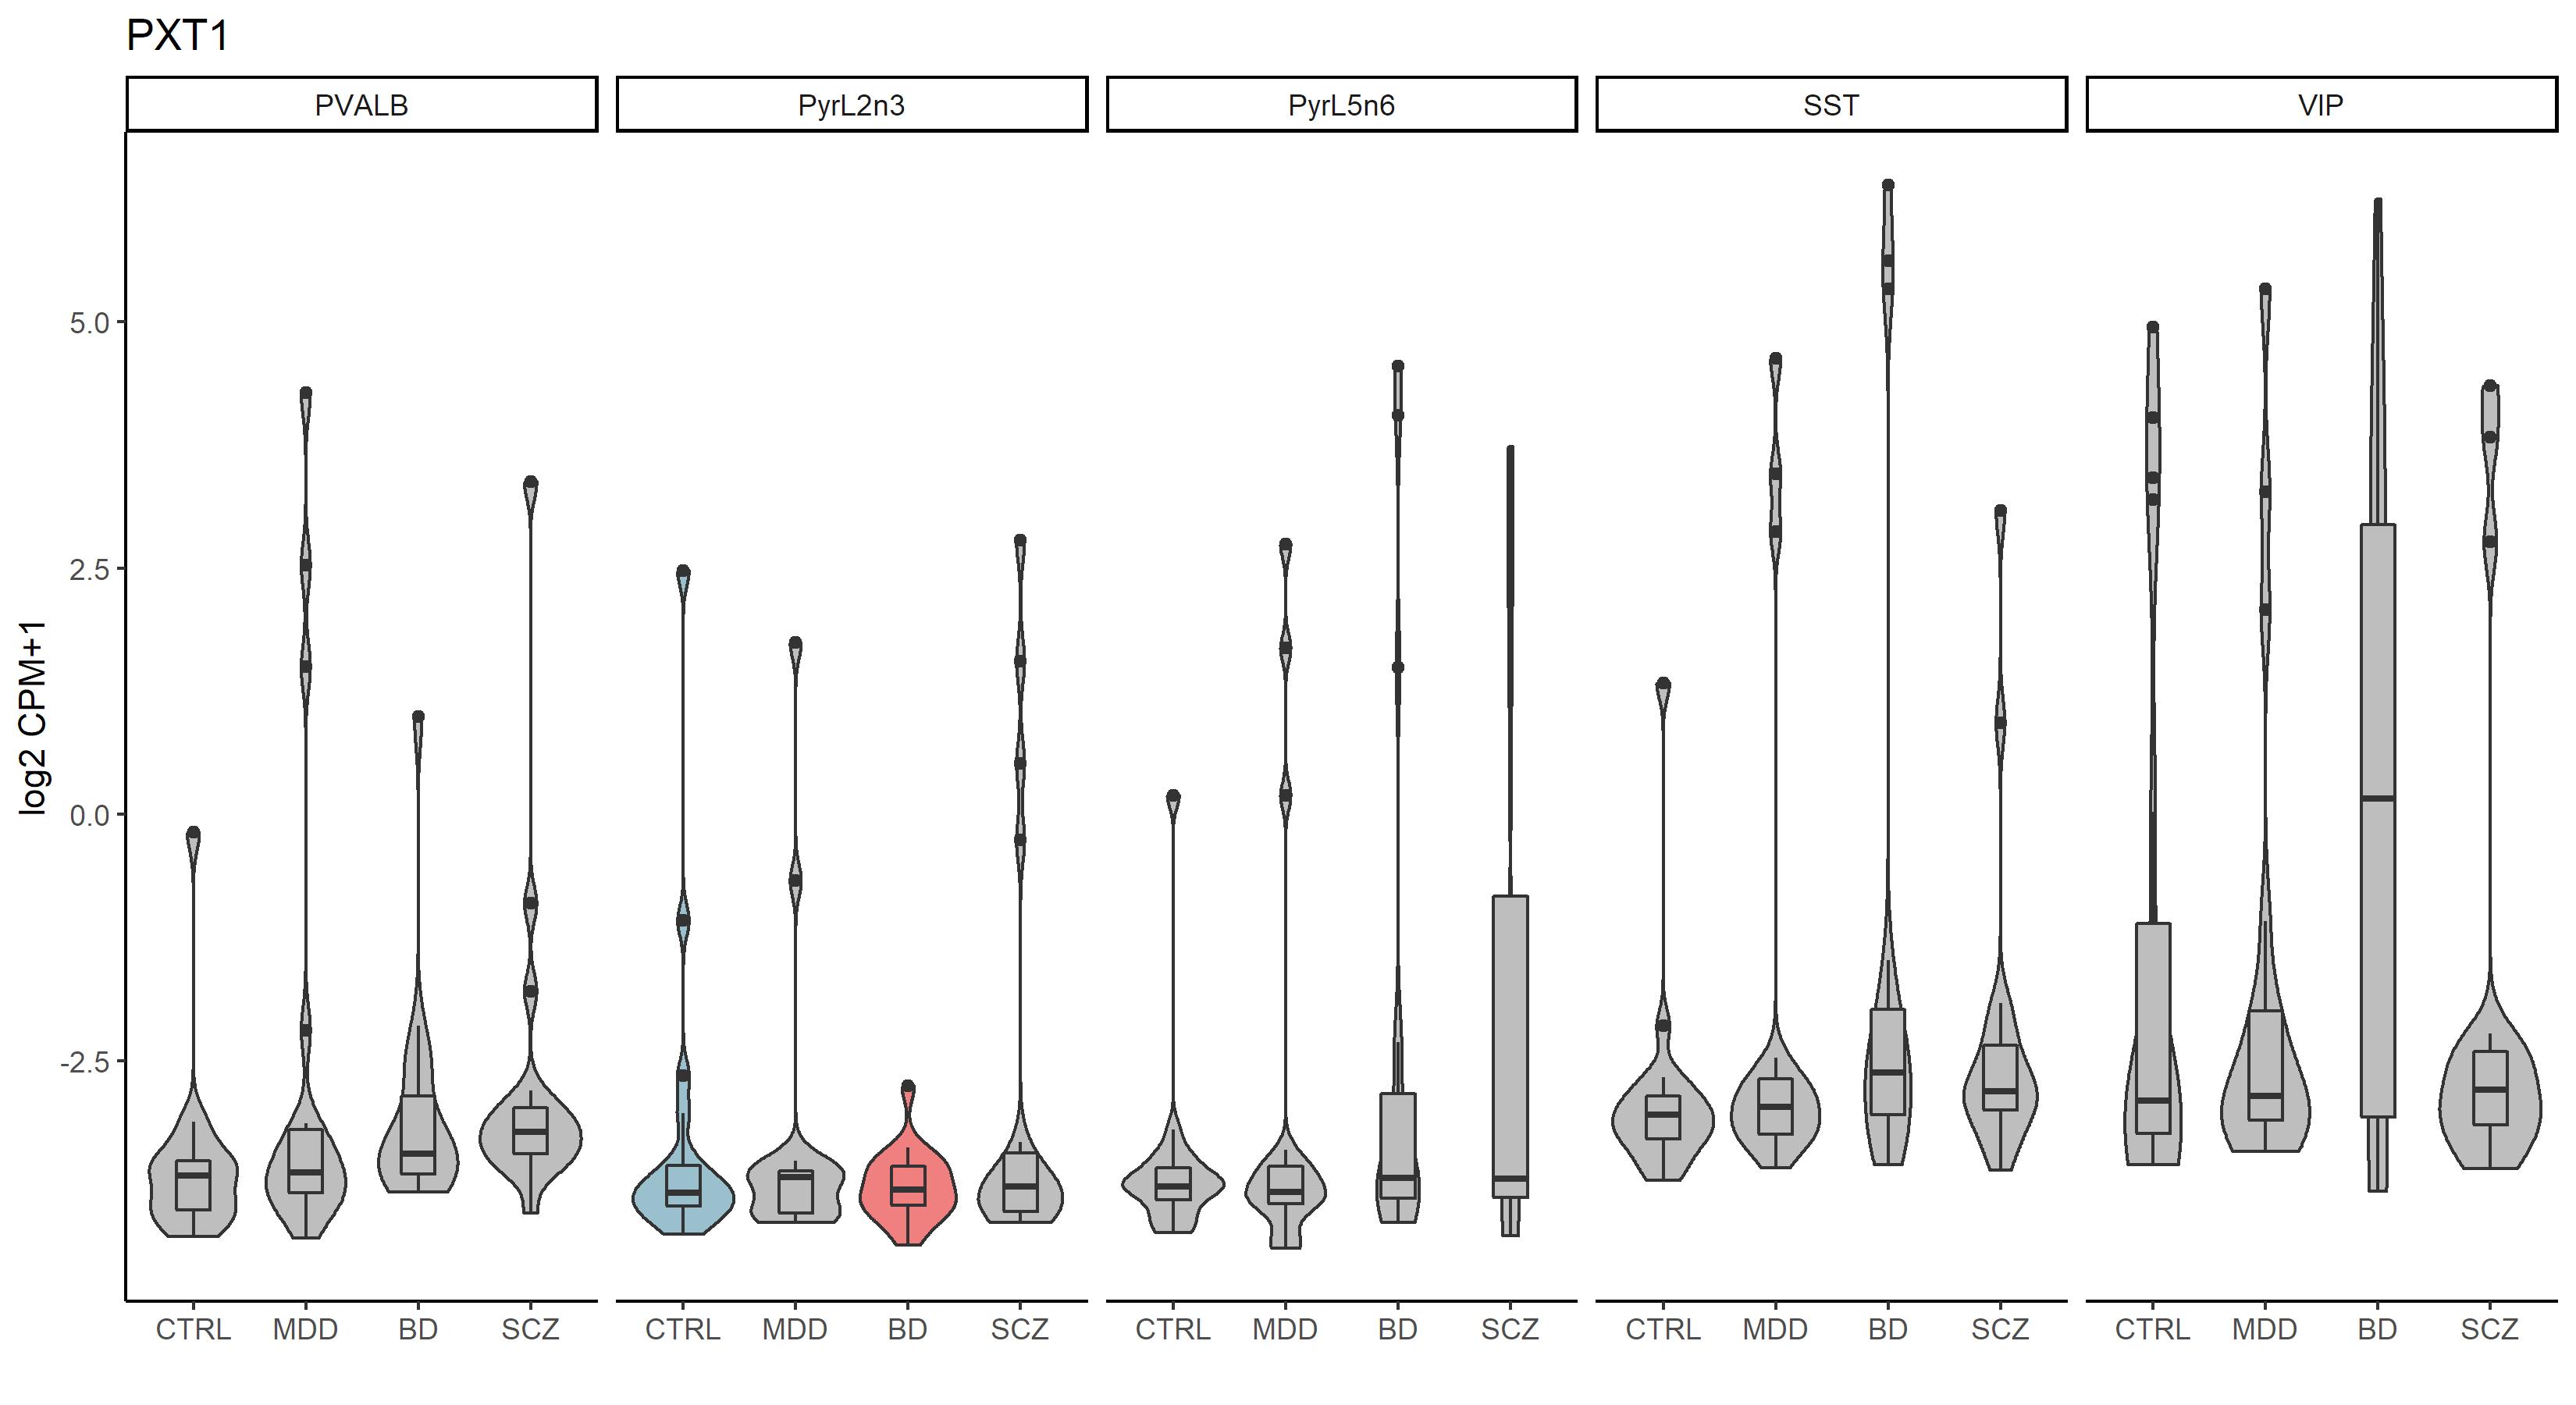 PXT1
PVALB PyrL2n3 PyrL5n6 SST VIP
log2 CPM+1
5.0
2.5
0.0
-2.5
CTRL MDD BD SCZ CTRL MDD BD SCZ CTRL MDD BD SCZ CTRL MDD BD SCZ CTRL MDD BD SCZ